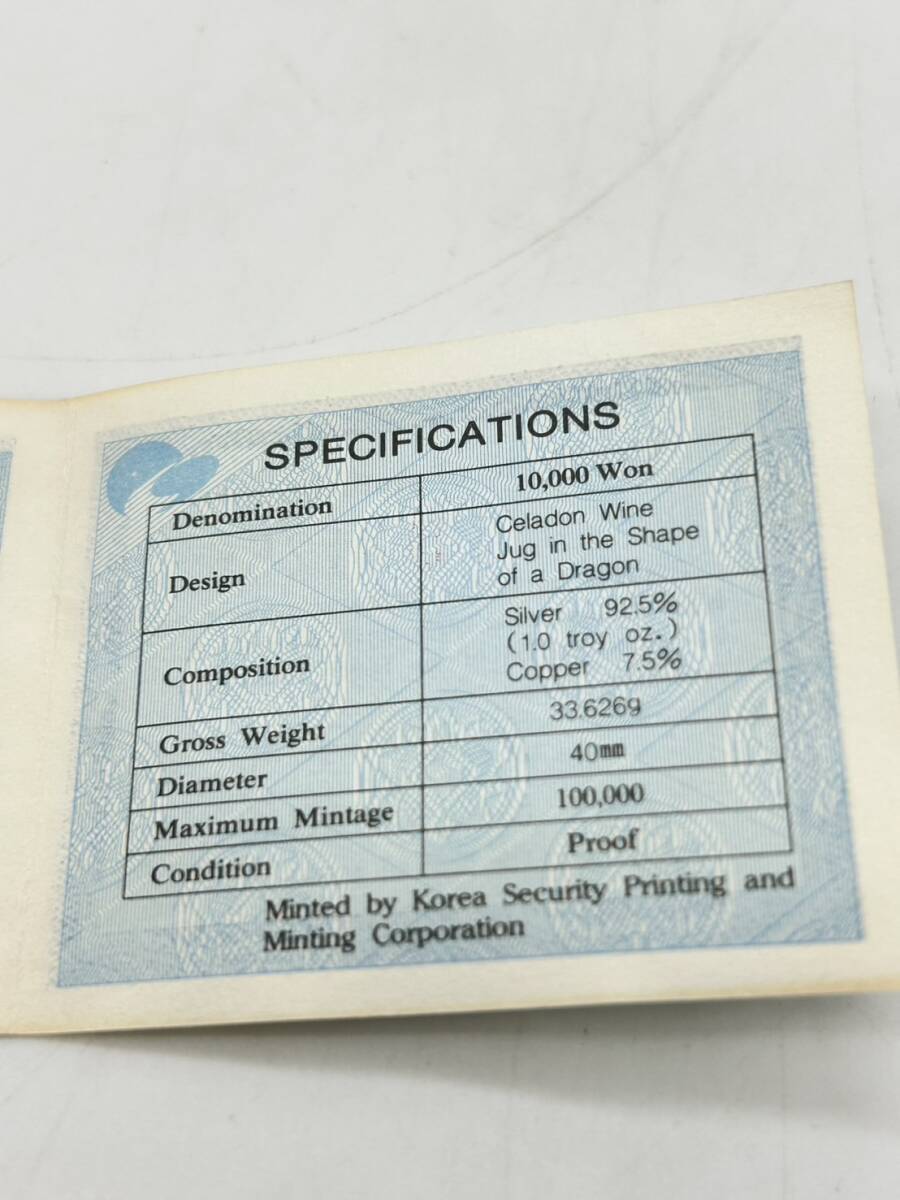 SPECIFICATIONS
Denomination 10,000 Won
Design Celadon Wine
Jug in the Shape
of a Dragon
Composition Silver 92.5%
(1.0 troy oz.)
Copper 7.5%
Gross Weight 33.626g
Diameter 40㎜
Maximum Mintage 100,000
Condition Proof
Minted by Korea Security Printing and
Minting Corporation